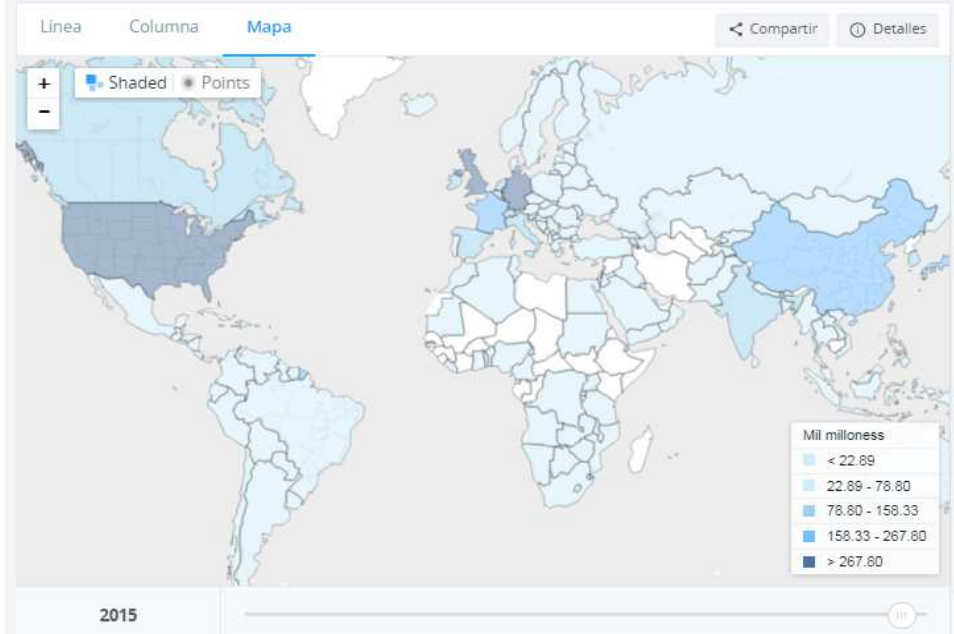 Línea Columna Mapa Compartir Detalles
+ Shaded Points
−
Mil milloness
< 22.89
22.89 - 78.80
78.80 - 158.33
158.33 - 267.80
> 267.80
2015